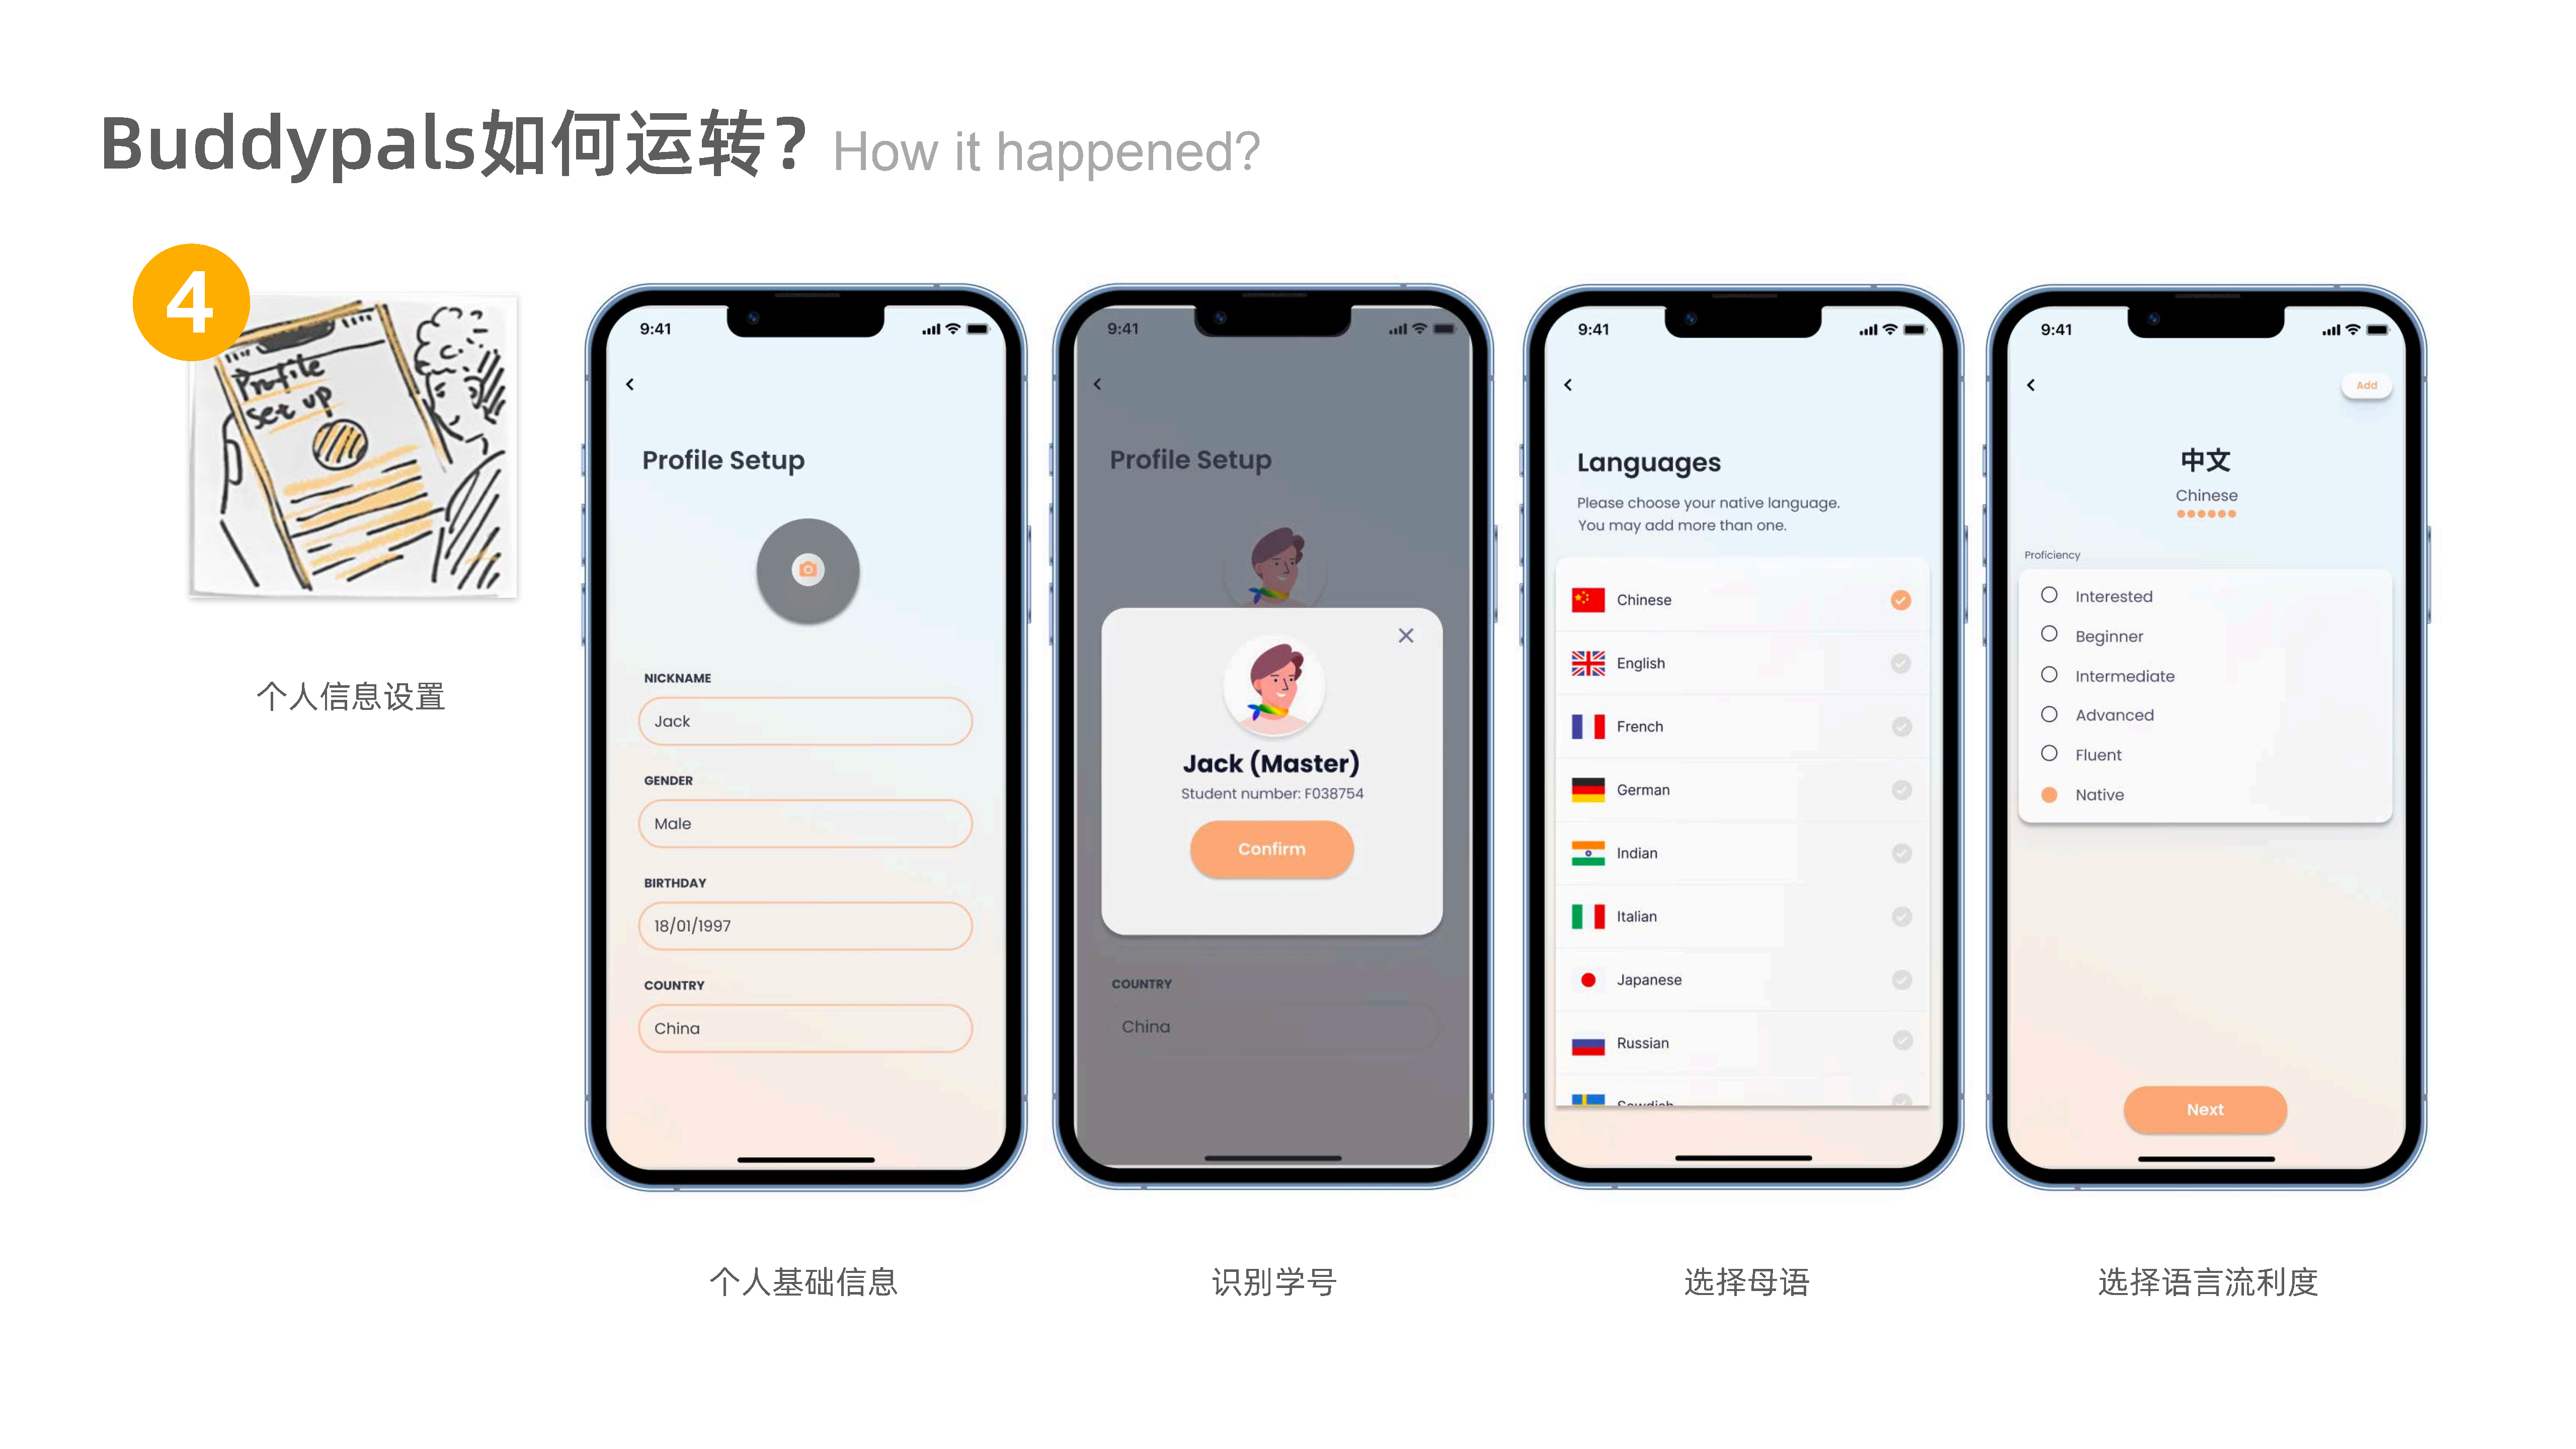 Buddypals如何运转？How it happened?
4
Profile
set up
个人信息设置
9:41
Profile Setup
NICKNAME
Jack
GENDER
Male
BIRTHDAY
18/01/1997
COUNTRY
China
个人基础信息
9:41
Profile Setup
Jack (Master)
Student number: F038754
Confirm
COUNTRY
China
识别学号
9:41
Languages
Please choose your native language.
You may add more than one.
Chinese
English
French
German
Indian
Italian
Japanese
Russian
选择母语
9:41
Add
中文
Chinese
Proficiency
Interested
Beginner
Intermediate
Advanced
Fluent
Native
Next
选择语言流利度